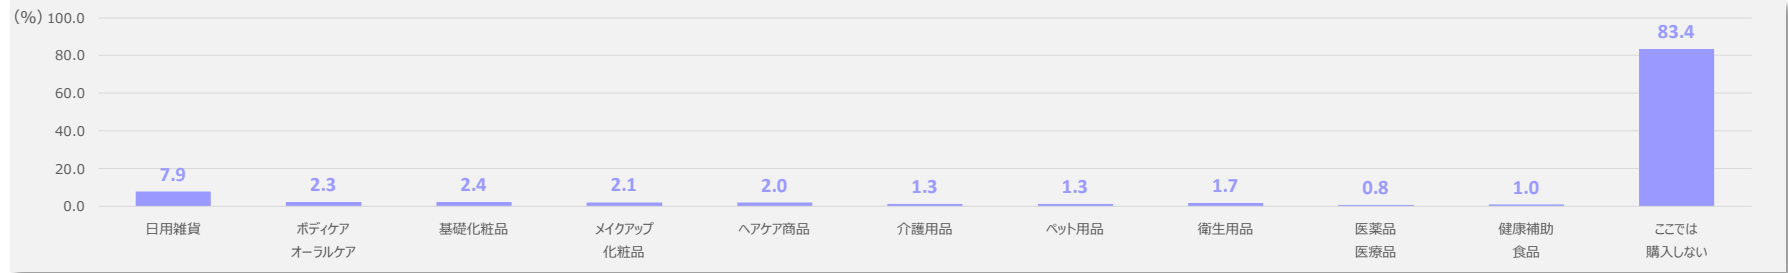 (%)
100.0
80.0
60.0
40.0
20.0
0.0
7.9
2.3
2.4
2.1
2.0
1.3
1.3
1.7
0.8
1.0
83.4
日用雑貨
ボディケア
オーラルケア
基礎化粧品
メイクアップ
化粧品
ヘアケア商品
介護用品
ペット用品
衛生用品
医薬品
医療品
健康補助
食品
ここでは
購入しない